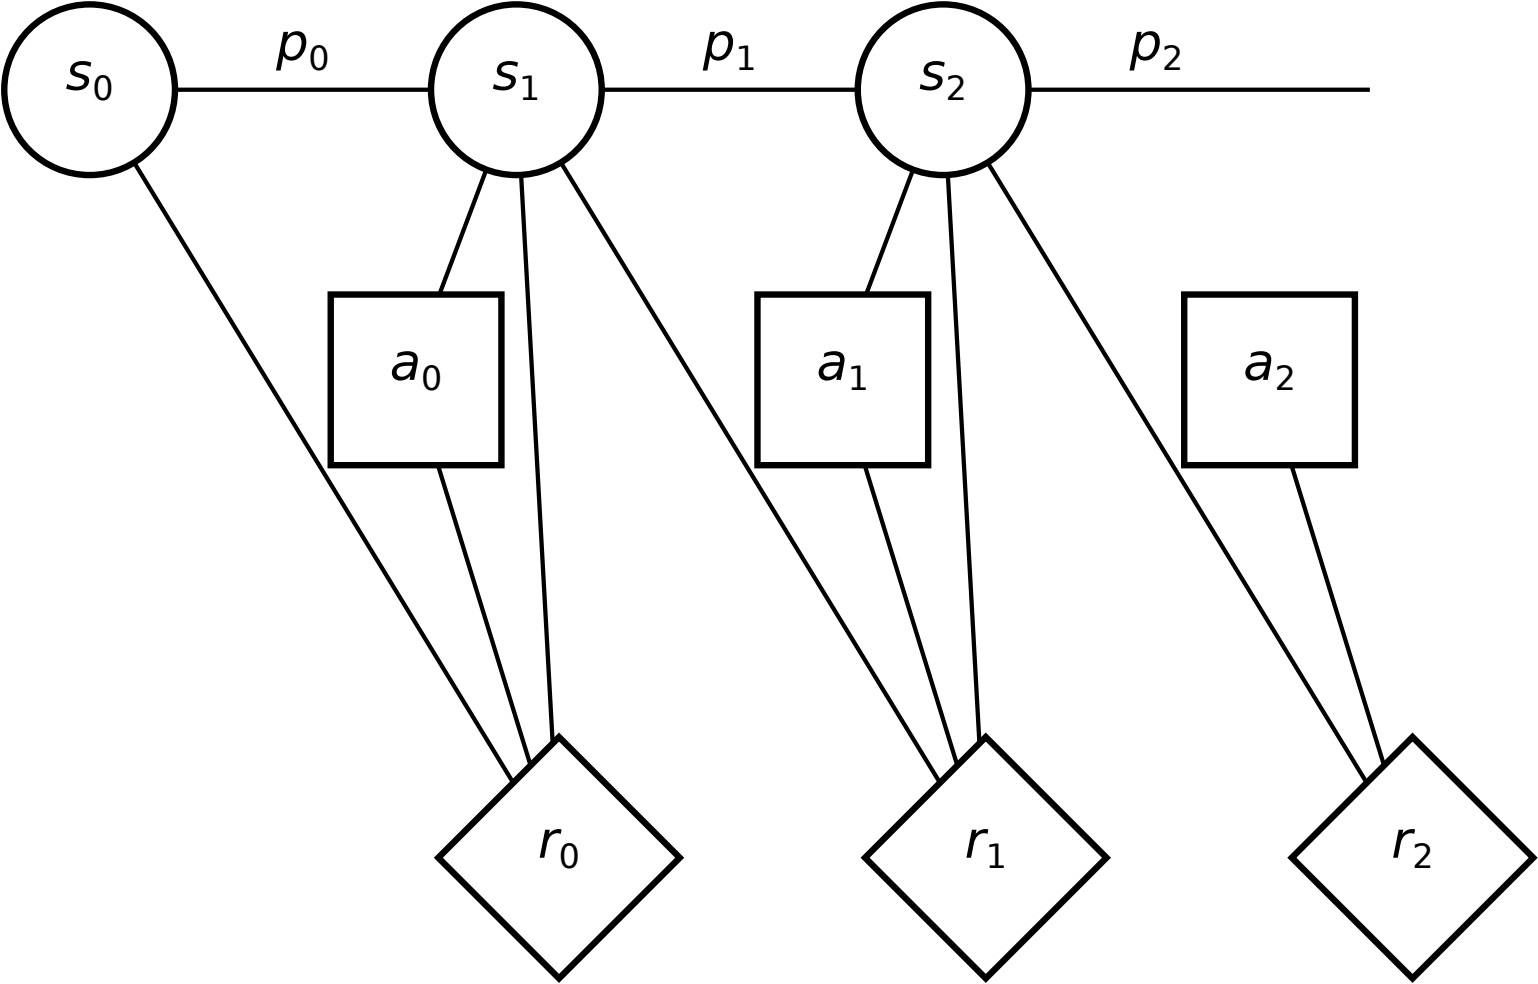 p₀ p₁ p₂
s₀ s₁ s₂
a₀ a₁ a₂
r₀ r₁ r₂